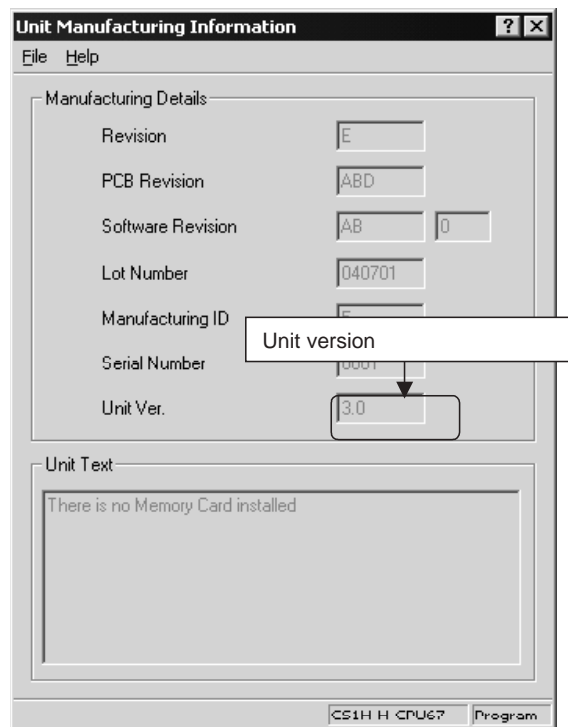 Unit Manufacturing Information
File Help
Manufacturing Details
Revision E
PCB Revision ABD
Software Revision AB 0
Lot Number 040701
Manufacturing ID
Unit version
Serial Number 0001
Unit Ver. 3.0
Unit Text
There is no Memory Card installed
CS1H H CPU67 Program